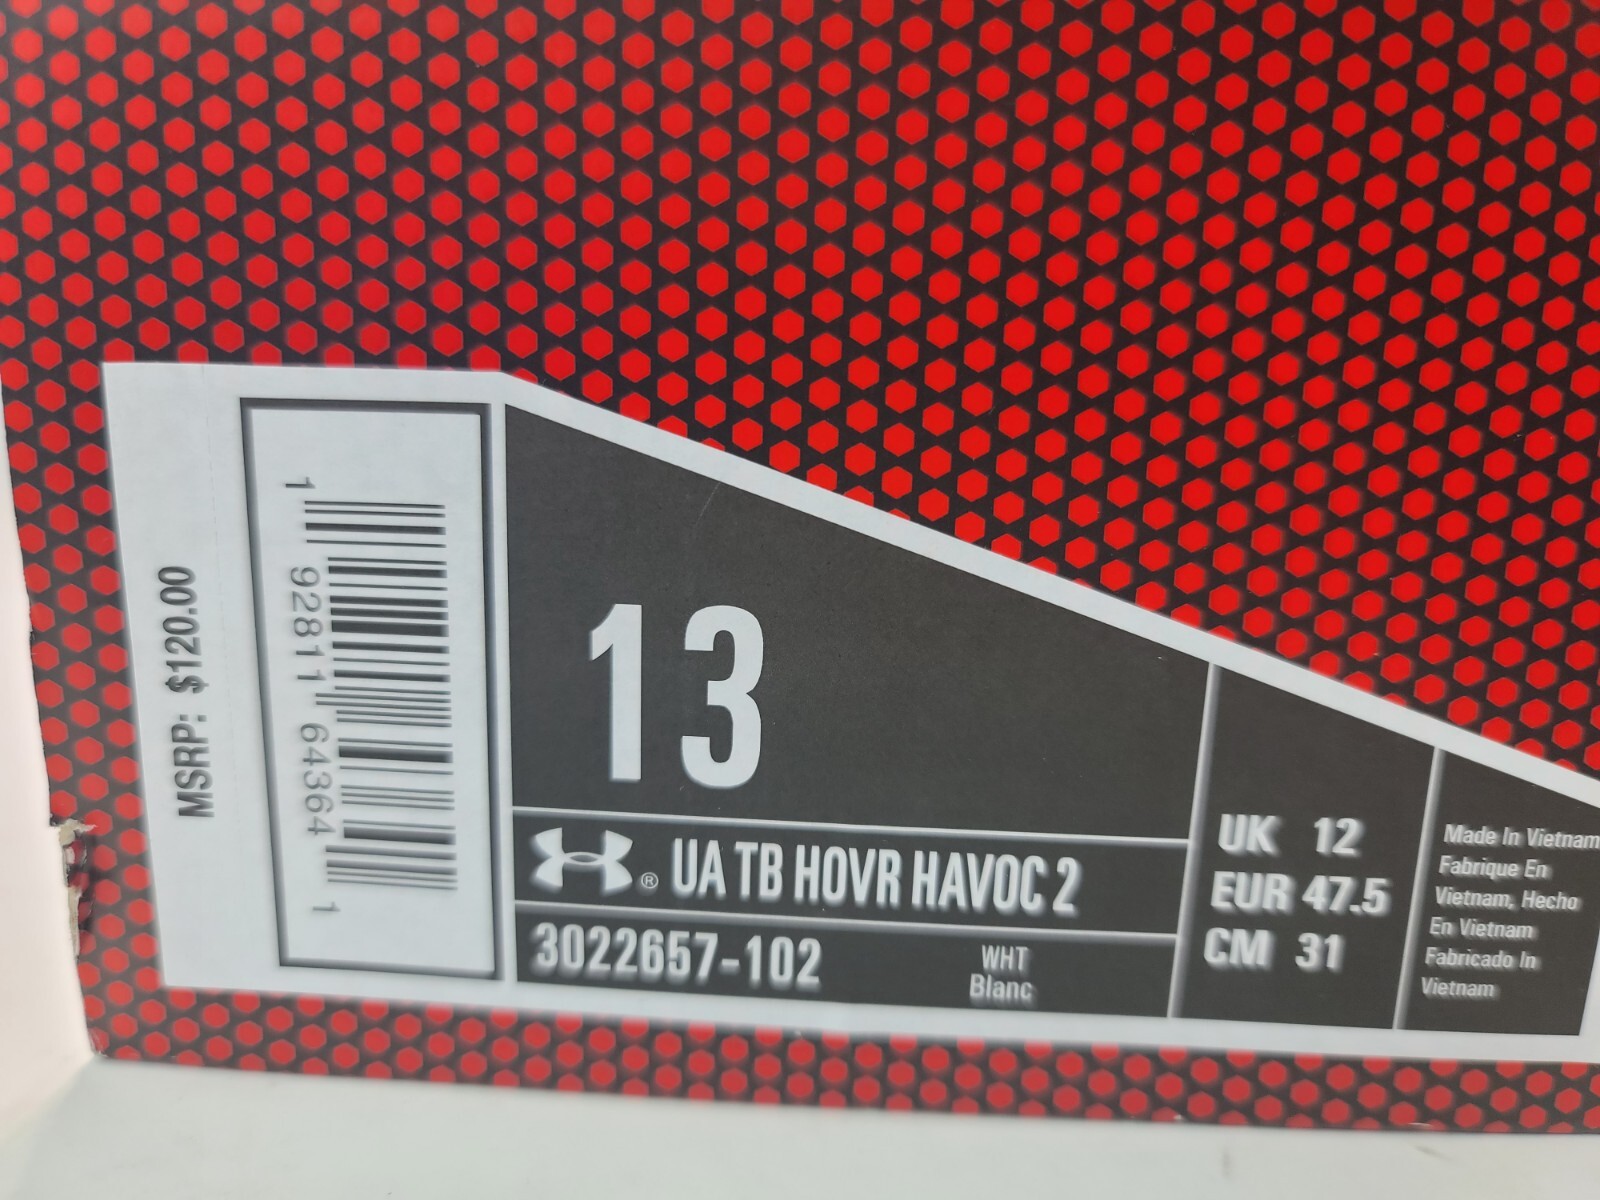 MSRP: $120.00
1 92811 64364 1
13
® UA TB HOVR HAVOC 2
3022657-102
WHT
Blanc
UK 12
EUR 47.5
CM 31
Made In Vietnam
Fabrique En
Vietnam, Hecho
En Vietnam
Fabricado In
Vietnam